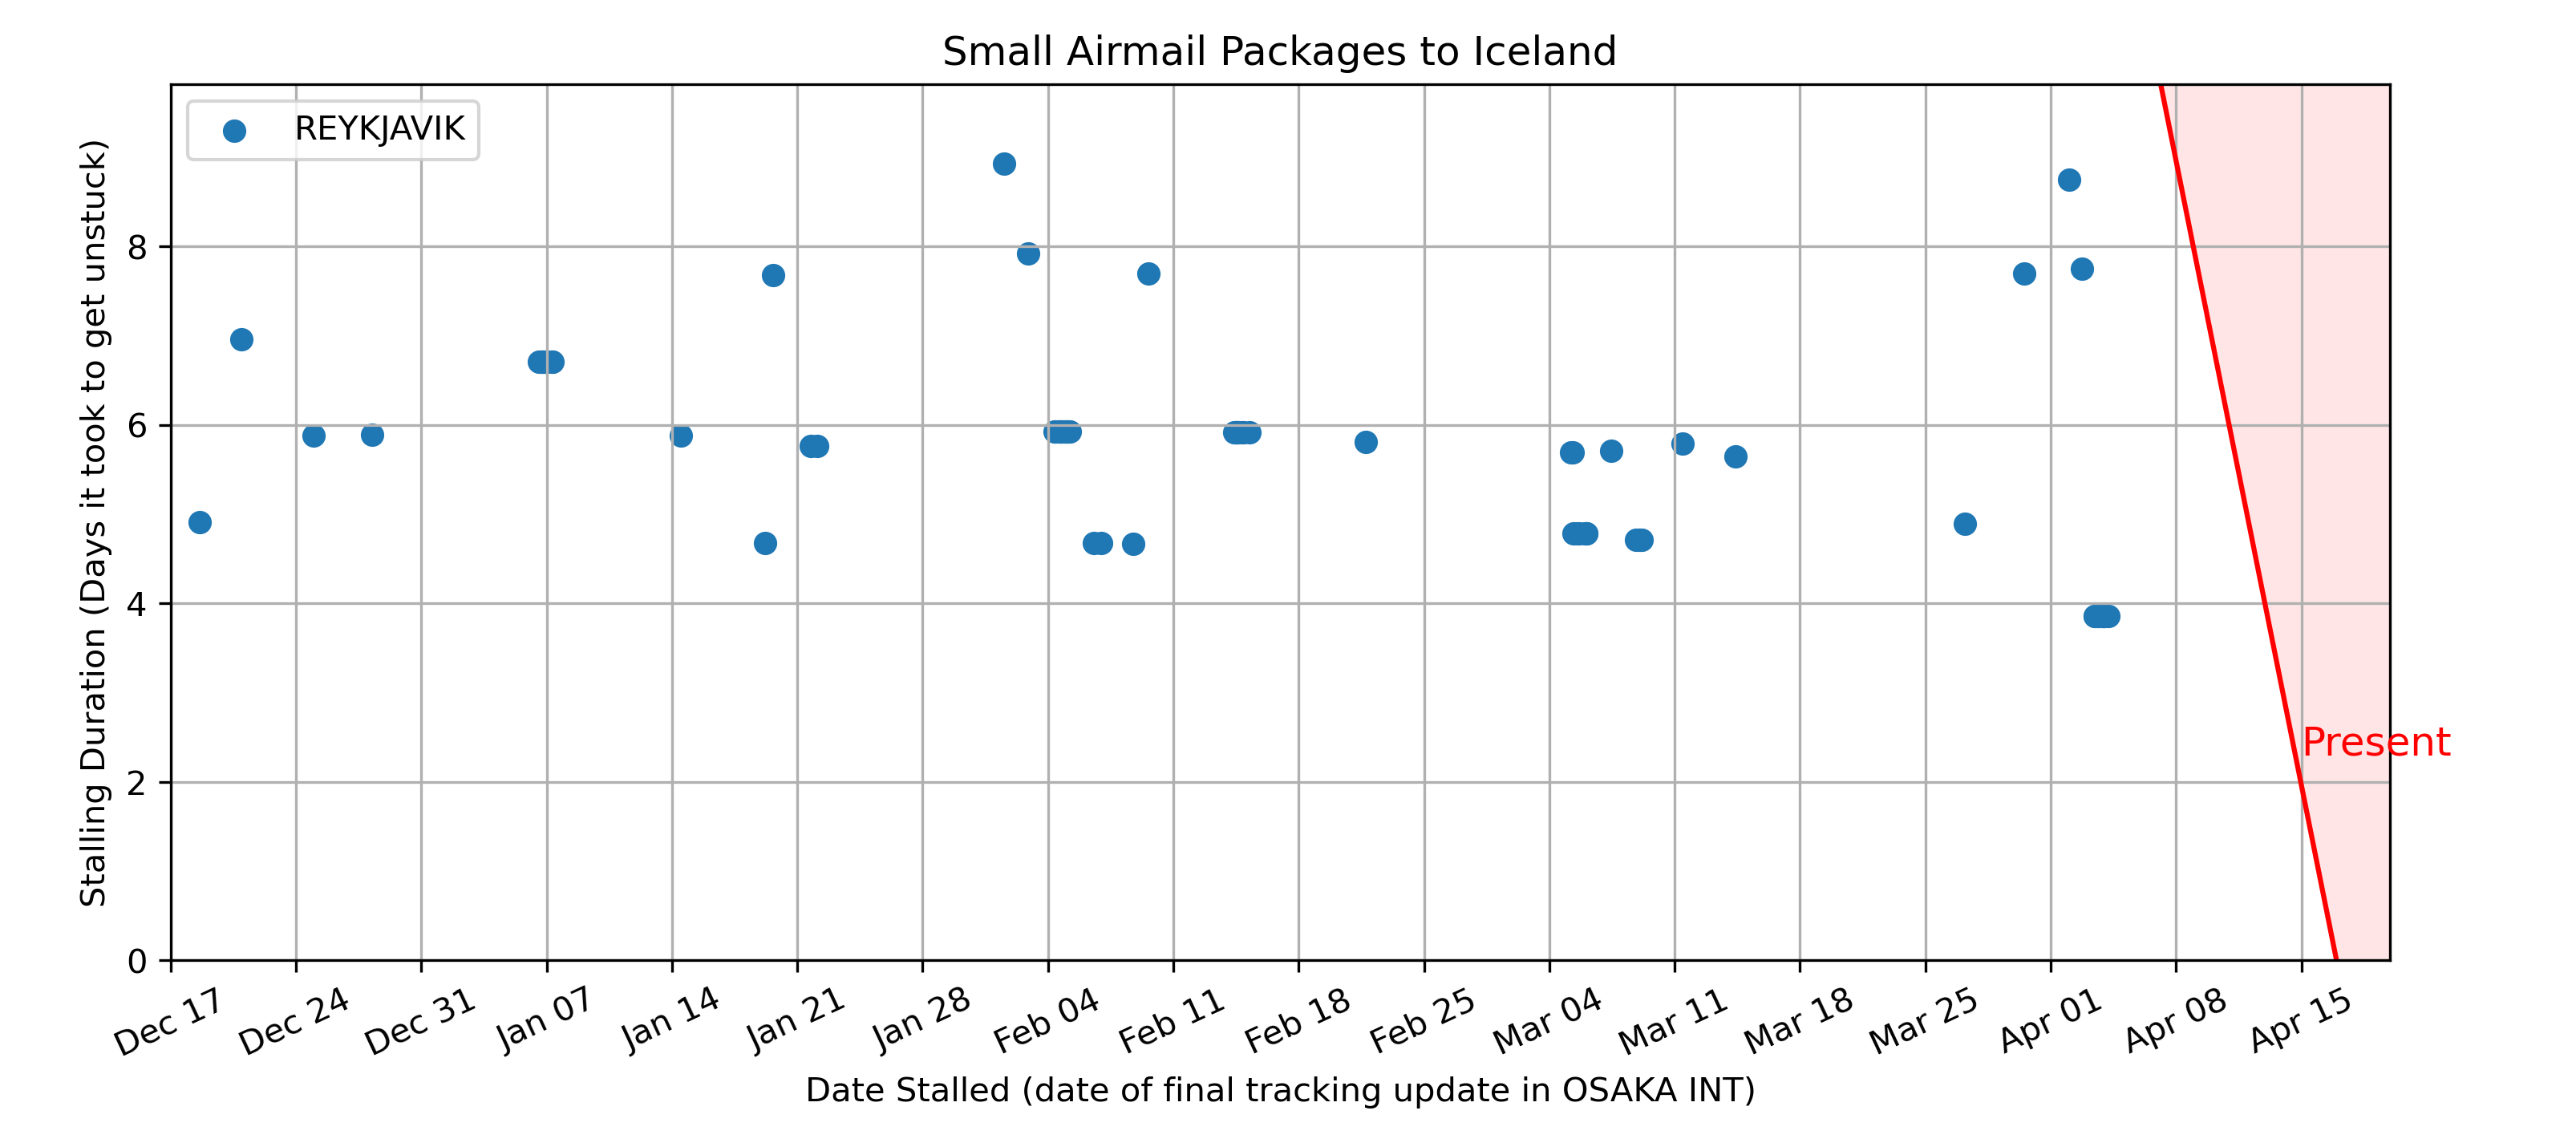 Small Airmail Packages to Iceland
REYKJAVIK
Stalling Duration (Days it took to get unstuck)
8
6
4
2
0
Present
Dec 17 Dec 24 Dec 31 Jan 07 Jan 14 Jan 21 Jan 28 Feb 04 Feb 11 Feb 18 Feb 25 Mar 04 Mar 11 Mar 18 Mar 25 Apr 01 Apr 08 Apr 15
Date Stalled (date of final tracking update in OSAKA INT)